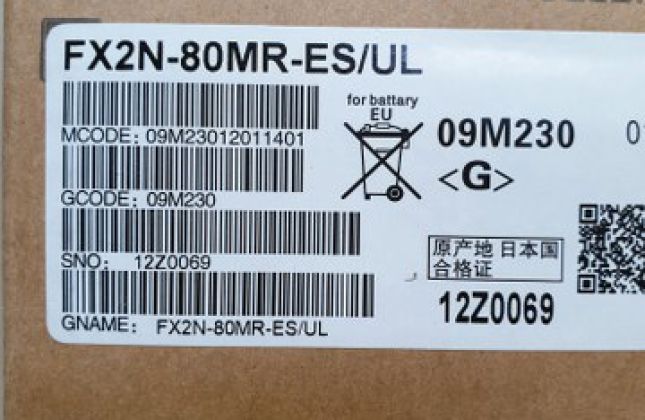 FX2N-80MR-ES/UL
MCODE: 09M23012011401
GCODE: 09M230
SNO: 12Z0069
GNAME: FX2N-80MR-ES/UL
for battary
EU
09M230
<G>
原产地 日本国
合格证
12Z0069